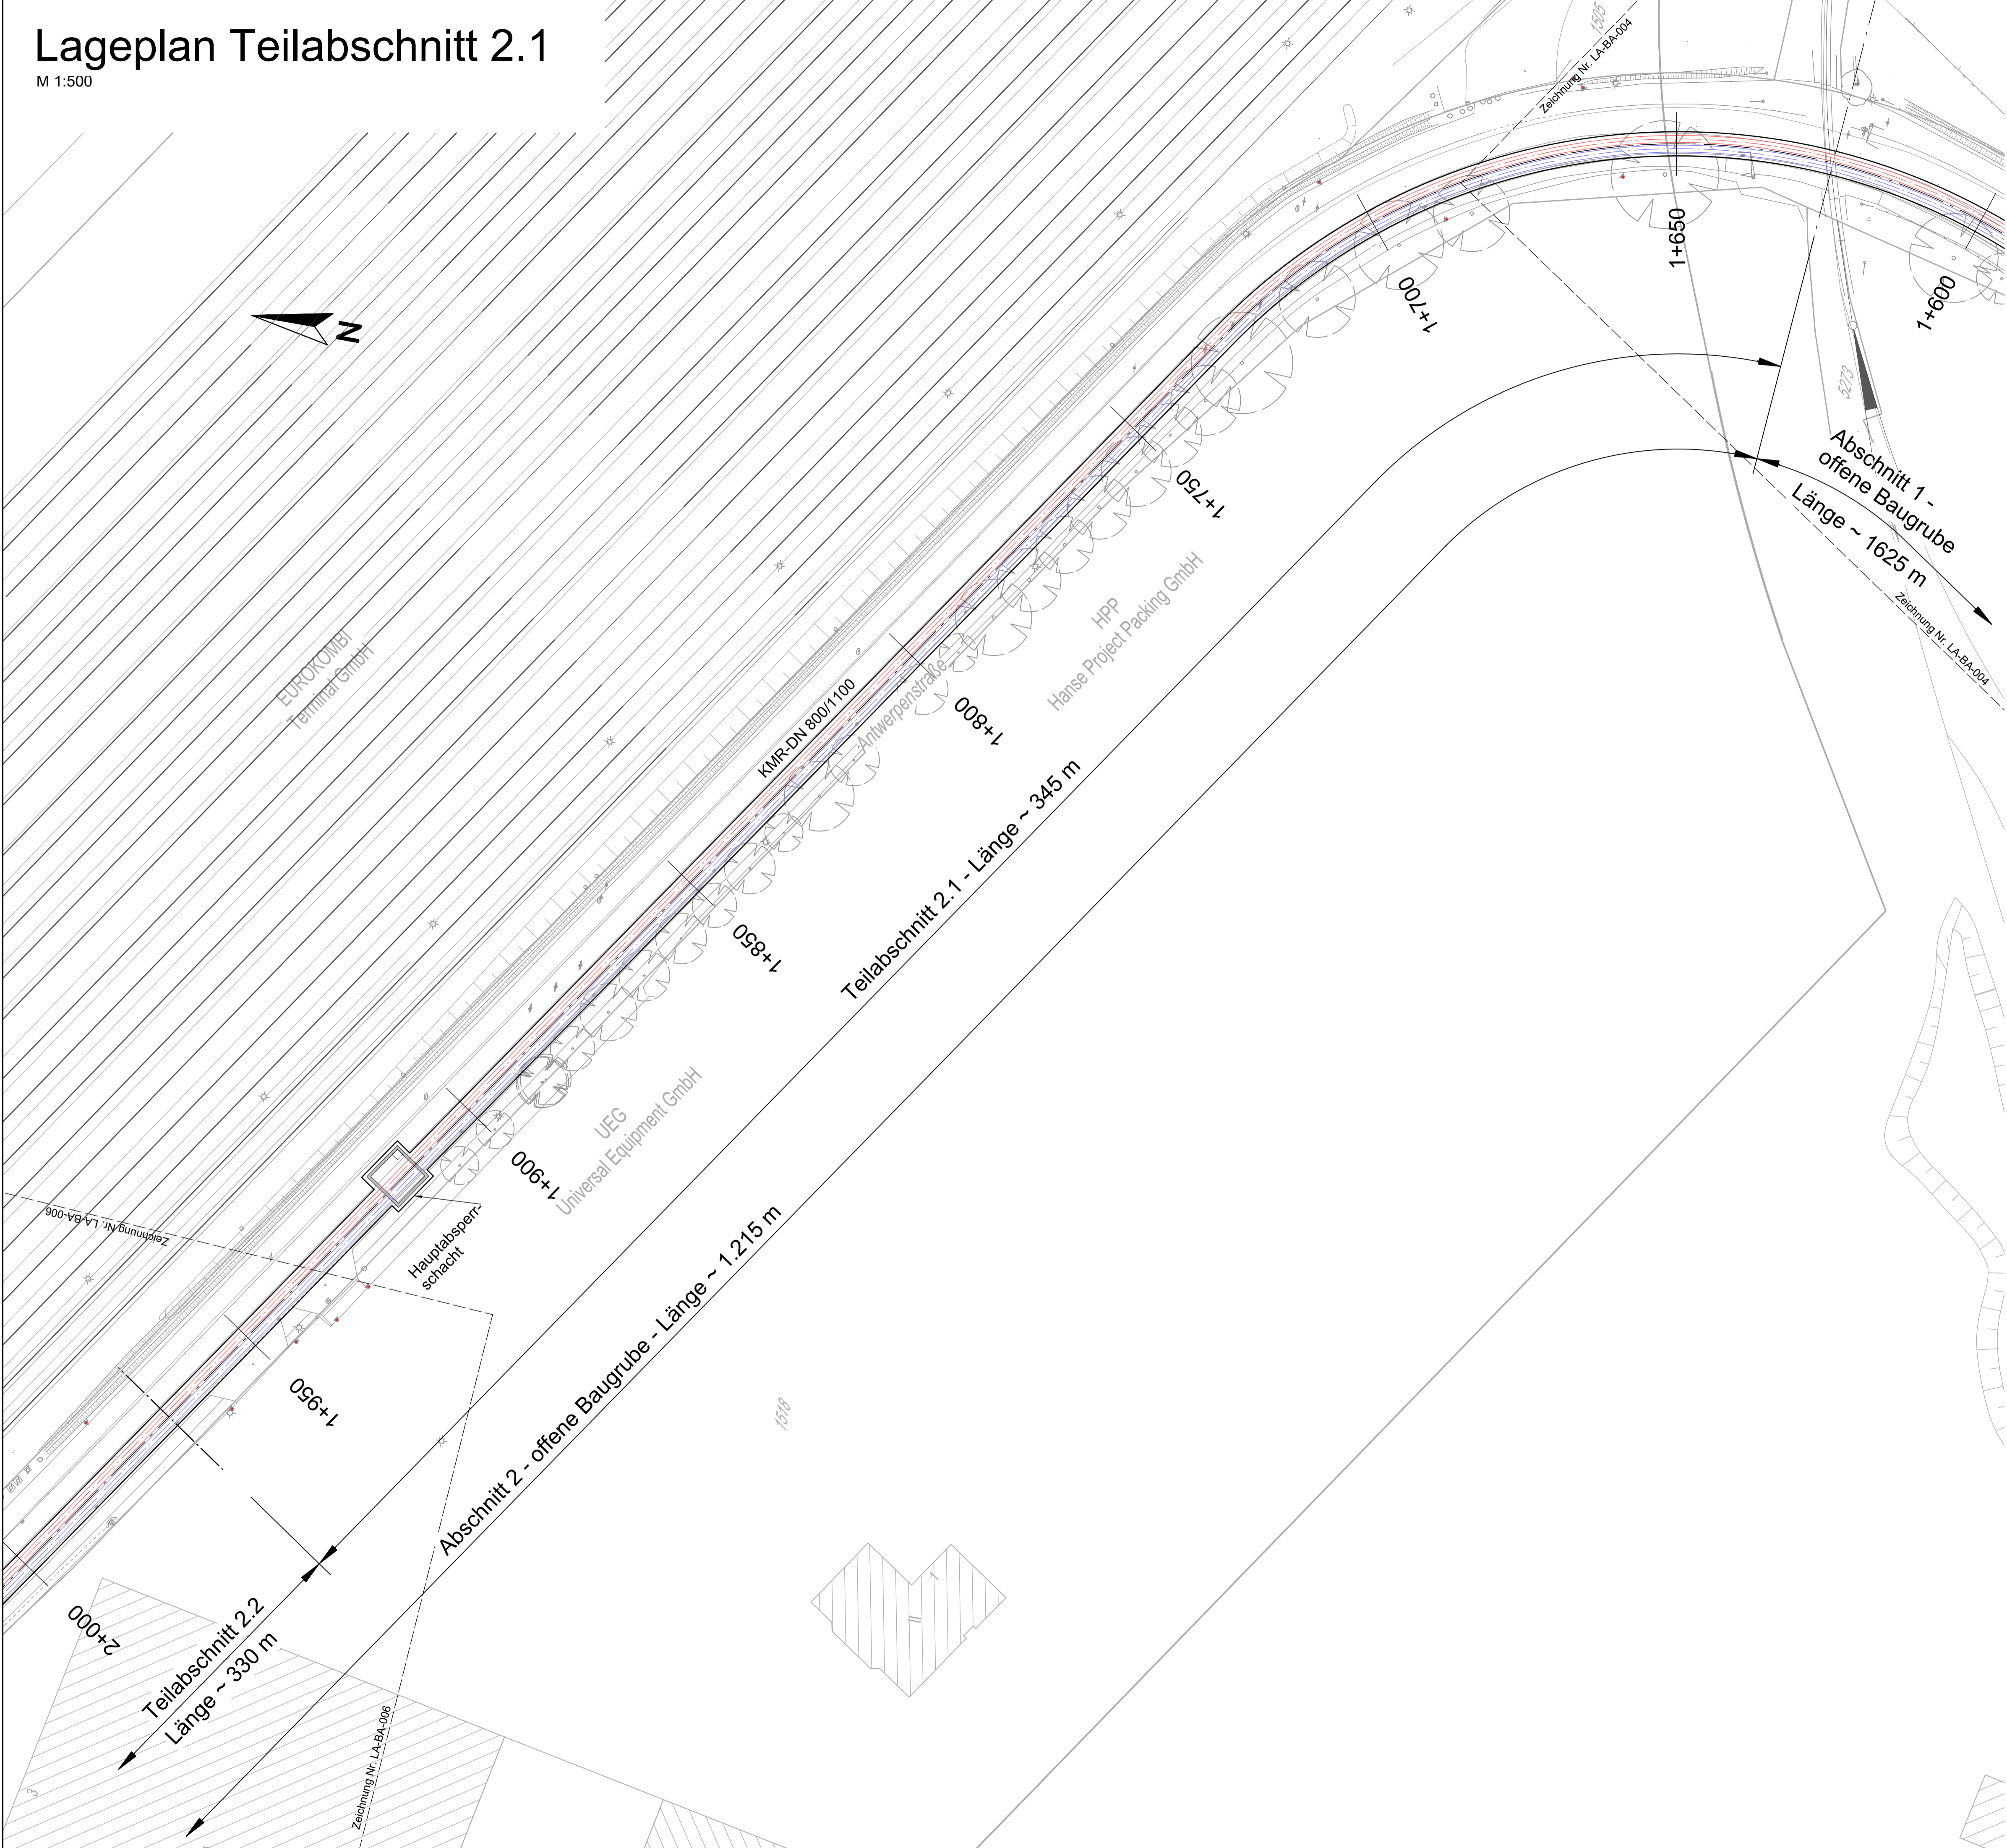 Lageplan Teilabschnitt 2.1
M 1:500
1505
Zeichnung Nr. LA-BA-004
N
1+650
1+700
1+600
5273
Abschnitt 1 -
offene Baugrube
Länge ~ 1625 m
Zeichnung Nr. LA-BA-004
1+750
HPP
Hanse Project Packing GmbH
EUROKOMBI
Terminal GmbH
KMR-DN 800/1100
Antwerpenstraße
1+800
Teilabschnitt 2.1 - Länge ~ 345 m
1+850
UEG
Universal Equipment GmbH
1+900
Zeichnung Nr. LA-BA-006
Hauptabsperr-
schacht
Abschnitt 2 - offene Baugrube - Länge ~ 1.215 m
1+950
1518
1
2+000
Teilabschnitt 2.2
Länge ~ 330 m
Zeichnung Nr. LA-BA-006
3